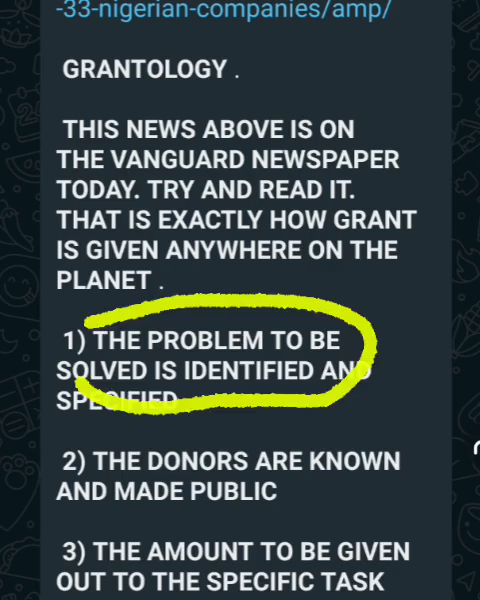 -33-nigerian-companies/amp/
GRANTOLOGY .
THIS NEWS ABOVE IS ON
THE VANGUARD NEWSPAPER
TODAY. TRY AND READ IT.
THAT IS EXACTLY HOW GRANT
IS GIVEN ANYWHERE ON THE
PLANET .
1) THE PROBLEM TO BE
SOLVED IS IDENTIFIED AND
SPECIFIED
2) THE DONORS ARE KNOWN
AND MADE PUBLIC
3) THE AMOUNT TO BE GIVEN
OUT TO THE SPECIFIC TASK